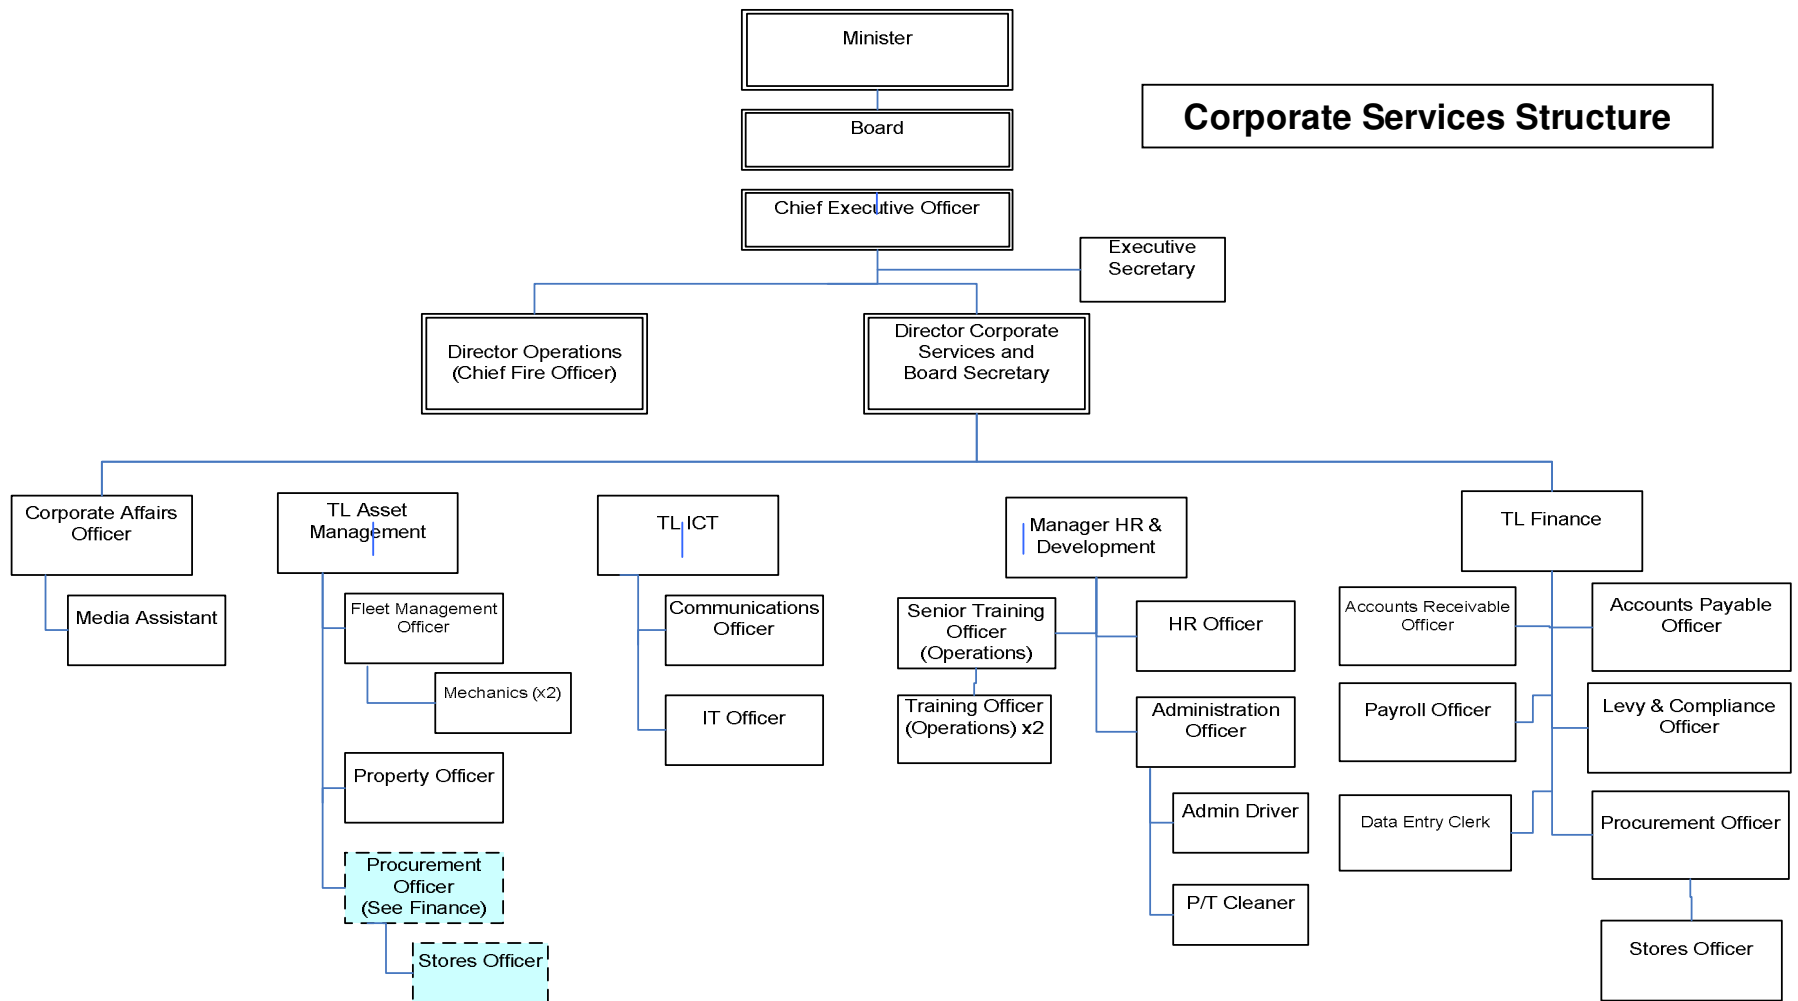 Minister
Corporate Services Structure
Board
Chief Executive Officer
Executive
Secretary
Director Operations
(Chief Fire Officer)
Director Corporate
Services and
Board Secretary
Corporate Affairs
Officer
Media Assistant
TL Asset
Management
Fleet Management
Officer
Mechanics (x2)
Property Officer
Procurement
Officer
(See Finance)
Stores Officer
TL ICT
Communications
Officer
IT Officer
Manager HR &
Development
Senior Training
Officer
(Operations)
Training Officer
(Operations) x2
HR Officer
Administration
Officer
Admin Driver
P/T Cleaner
TL Finance
Accounts Receivable
Officer
Accounts Payable
Officer
Payroll Officer
Levy & Compliance
Officer
Data Entry Clerk
Procurement Officer
Stores Officer